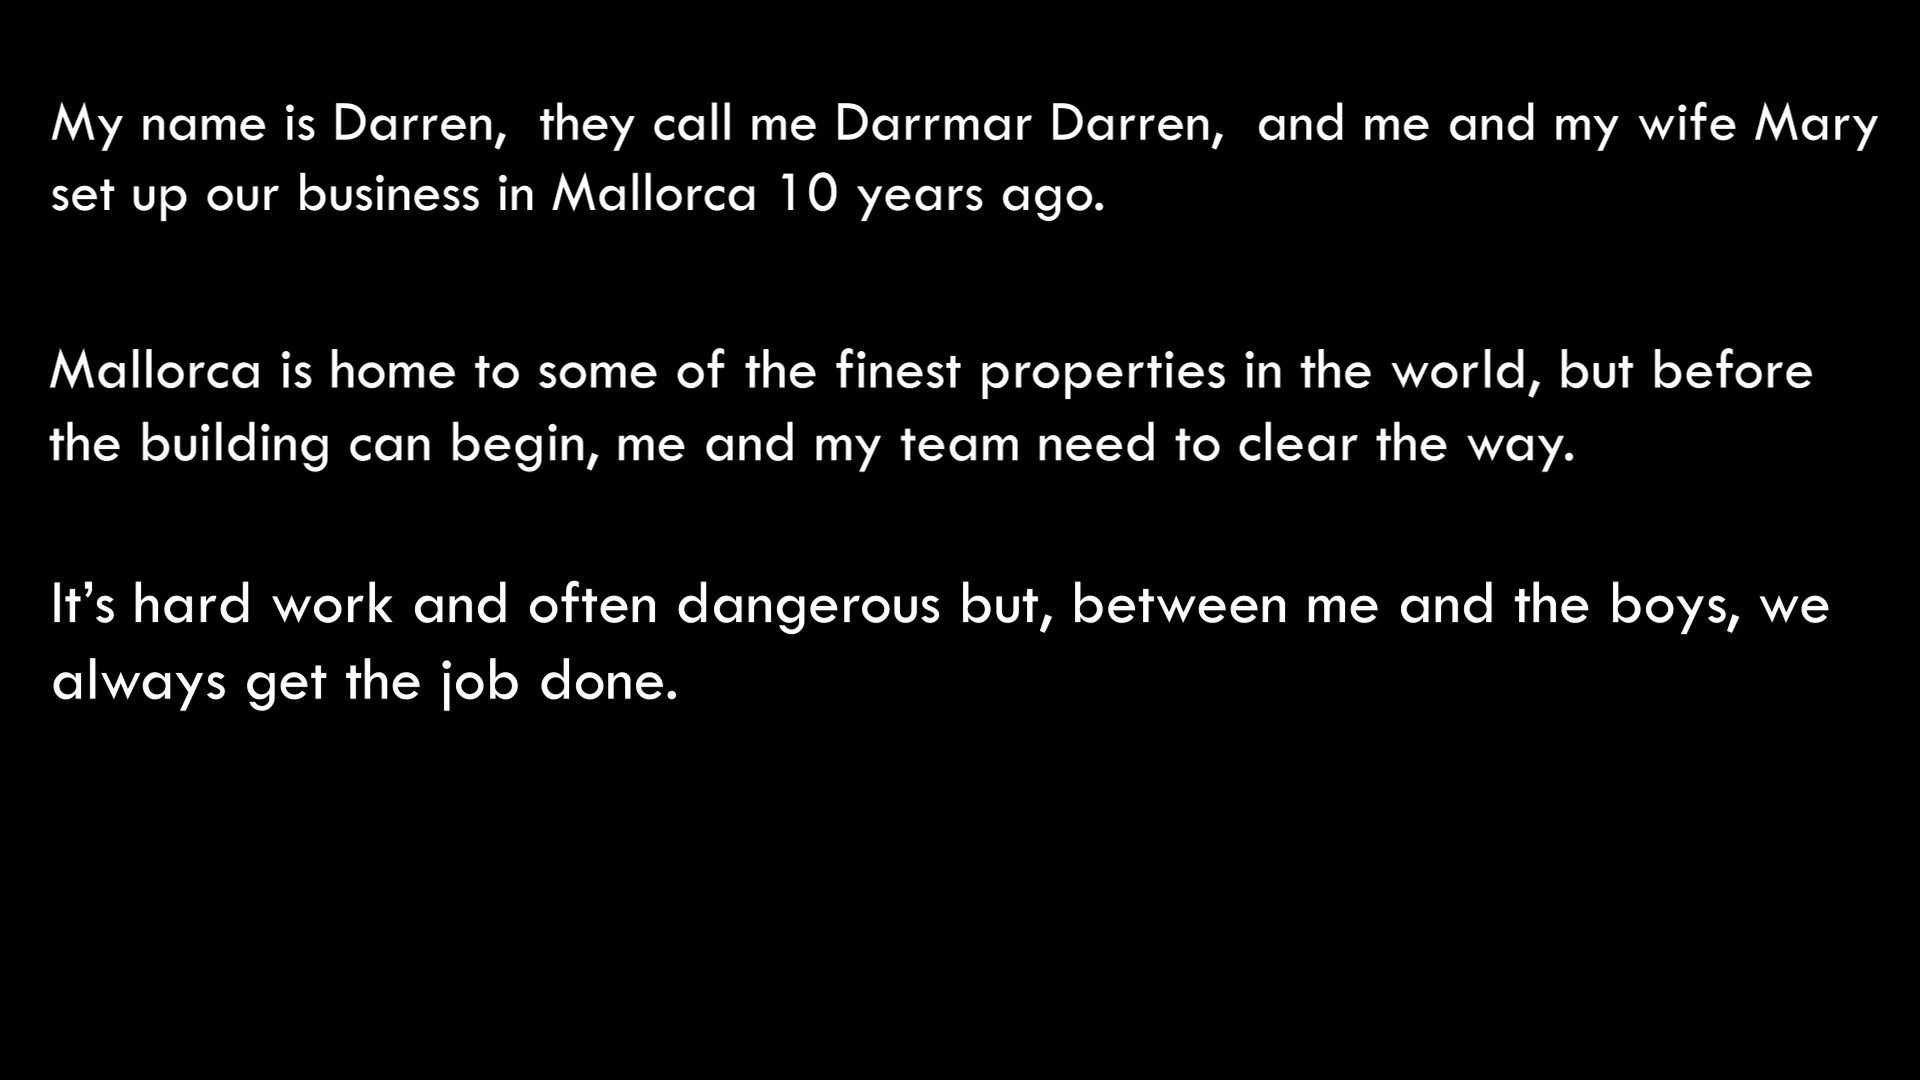 My name is Darren,  they call me Darrmar Darren,  and me and my wife Mary
set up our business in Mallorca 10 years ago.
Mallorca is home to some of the finest properties in the world, but before
the building can begin, me and my team need to clear the way.
It’s hard work and often dangerous but, between me and the boys, we
always get the job done.